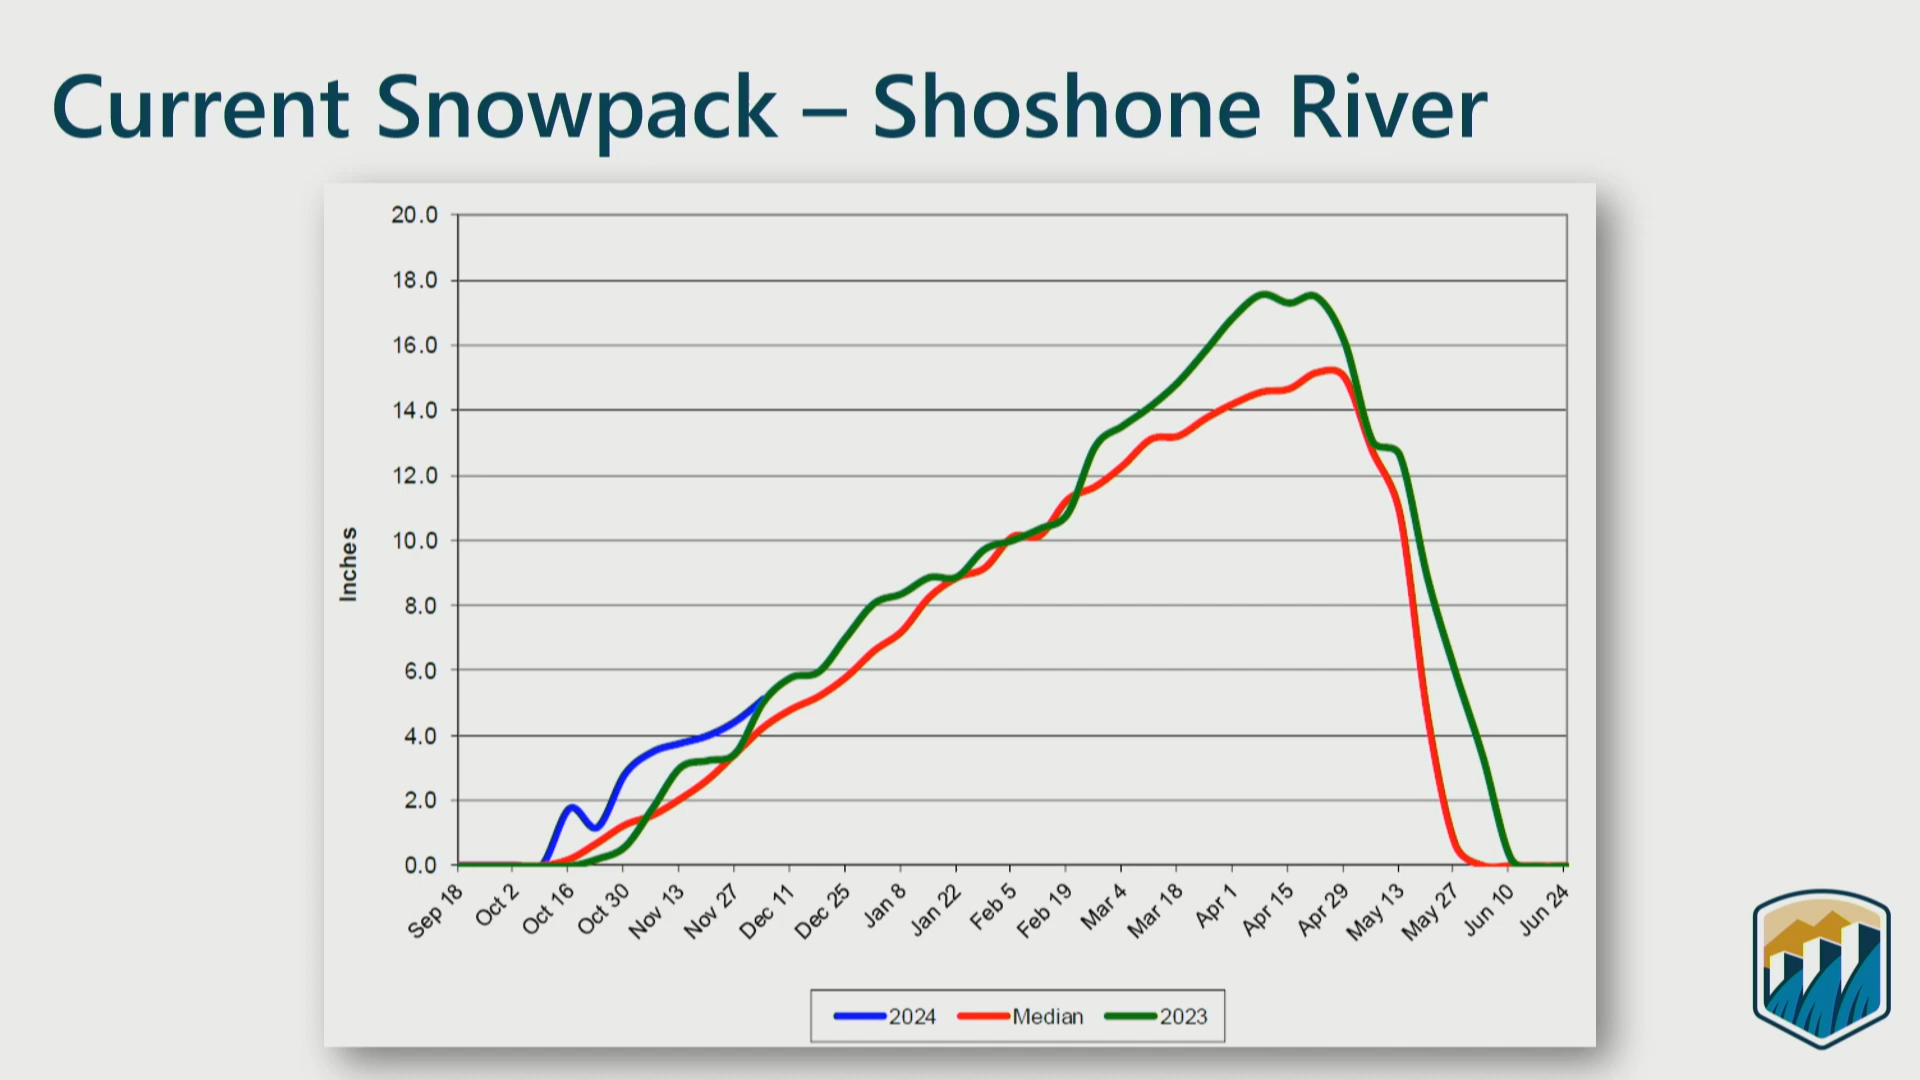 Current Snowpack – Shoshone River
20.0
18.0
16.0
14.0
12.0
10.0
8.0
6.0
4.0
2.0
0.0
Inches
Sep 18
Oct 2
Oct 16
Oct 30
Nov 13
Nov 27
Dec 11
Dec 25
Jan 8
Jan 22
Feb 5
Feb 19
Mar 4
Mar 18
Apr 1
Apr 15
Apr 29
May 13
May 27
Jun 10
Jun 24
2024 Median 2023